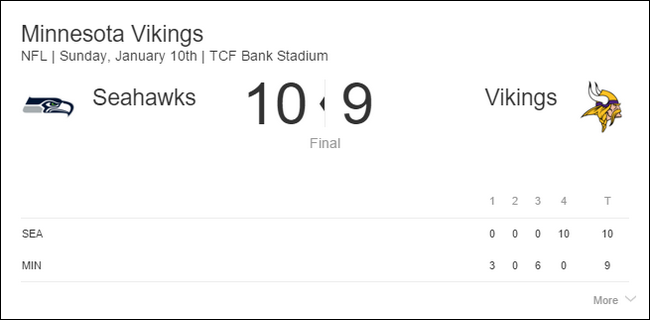 Minnesota Vikings
NFL | Sunday, January 10th | TCF Bank Stadium
Seahawks 10 9 Vikings
Final
1 2 3 4 T
SEA 0 0 0 10 10
MIN 3 0 6 0 9
More